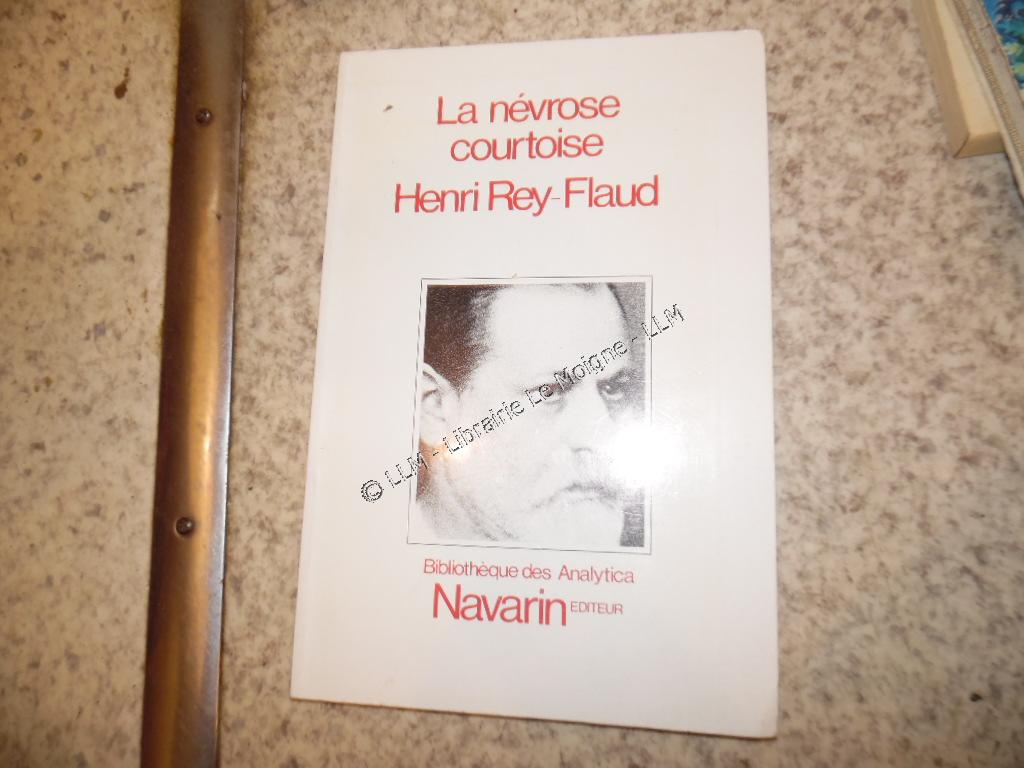 La névrose
courtoise
Henri Rey-Flaud
© LLM - Librairie Le Moigne - LLM
Bibliothèque des Analytica
Navarin EDITEUR